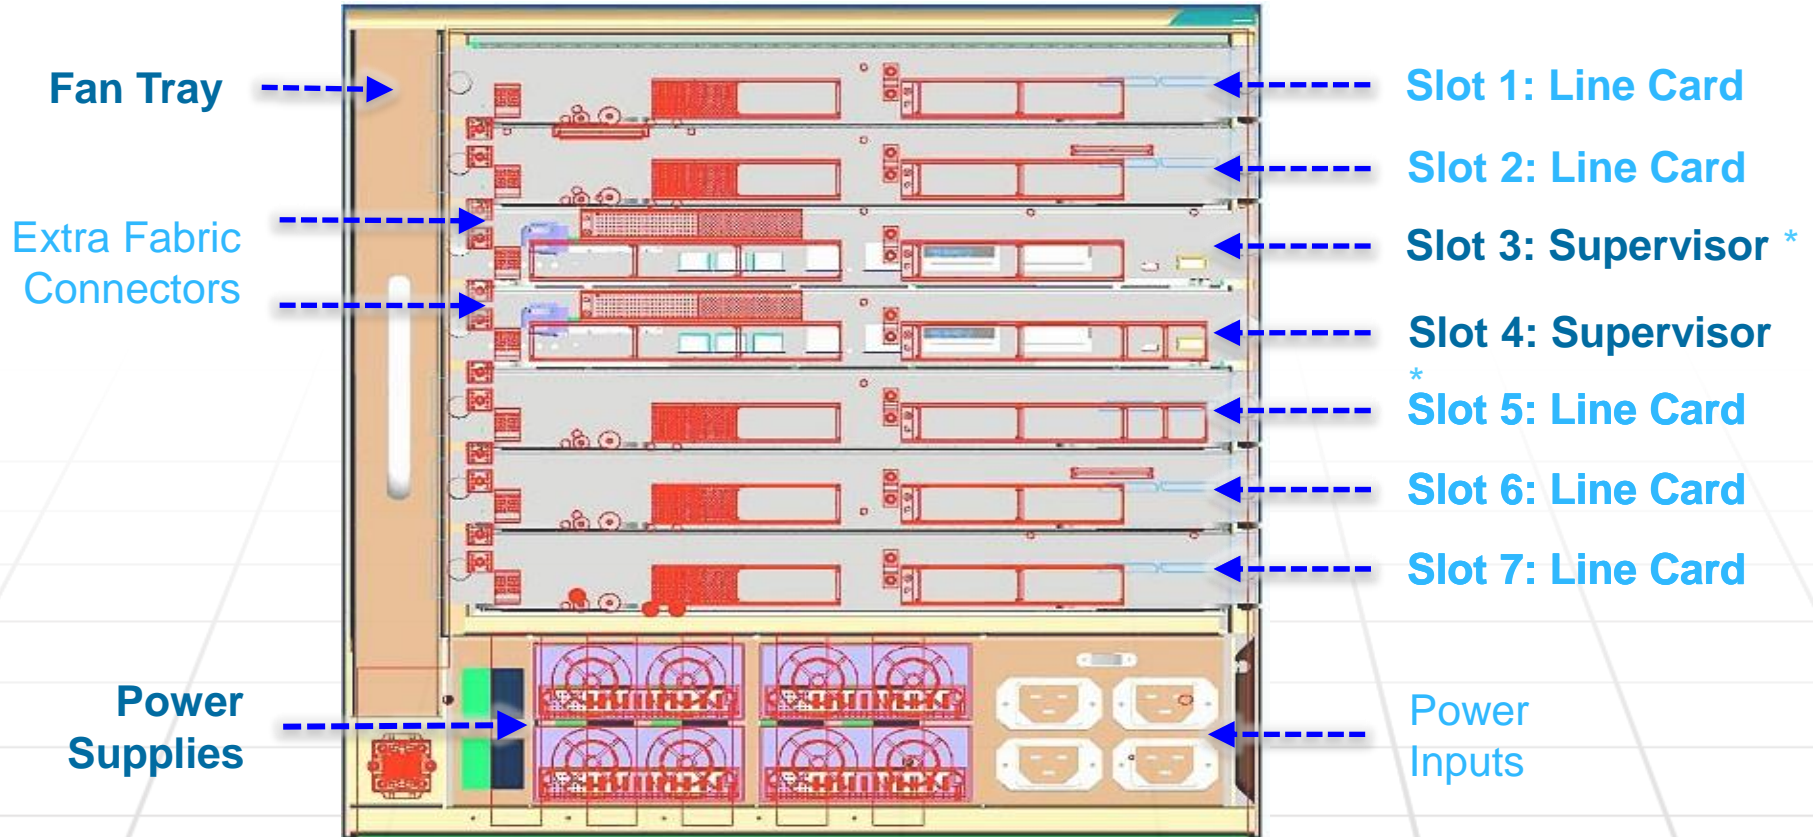 Fan Tray
Extra Fabric
Connectors
Power
Supplies
Slot 1: Line Card
Slot 2: Line Card
Slot 3: Supervisor *
Slot 4: Supervisor
*
Slot 5: Line Card
Slot 6: Line Card
Slot 7: Line Card
Power
Inputs